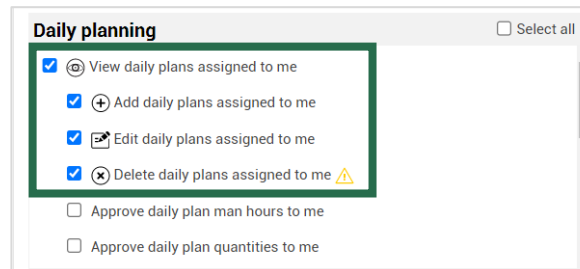 Daily planning Select all
View daily plans assigned to me
Add daily plans assigned to me
Edit daily plans assigned to me
Delete daily plans assigned to me
Approve daily plan man hours to me
Approve daily plan quantities to me